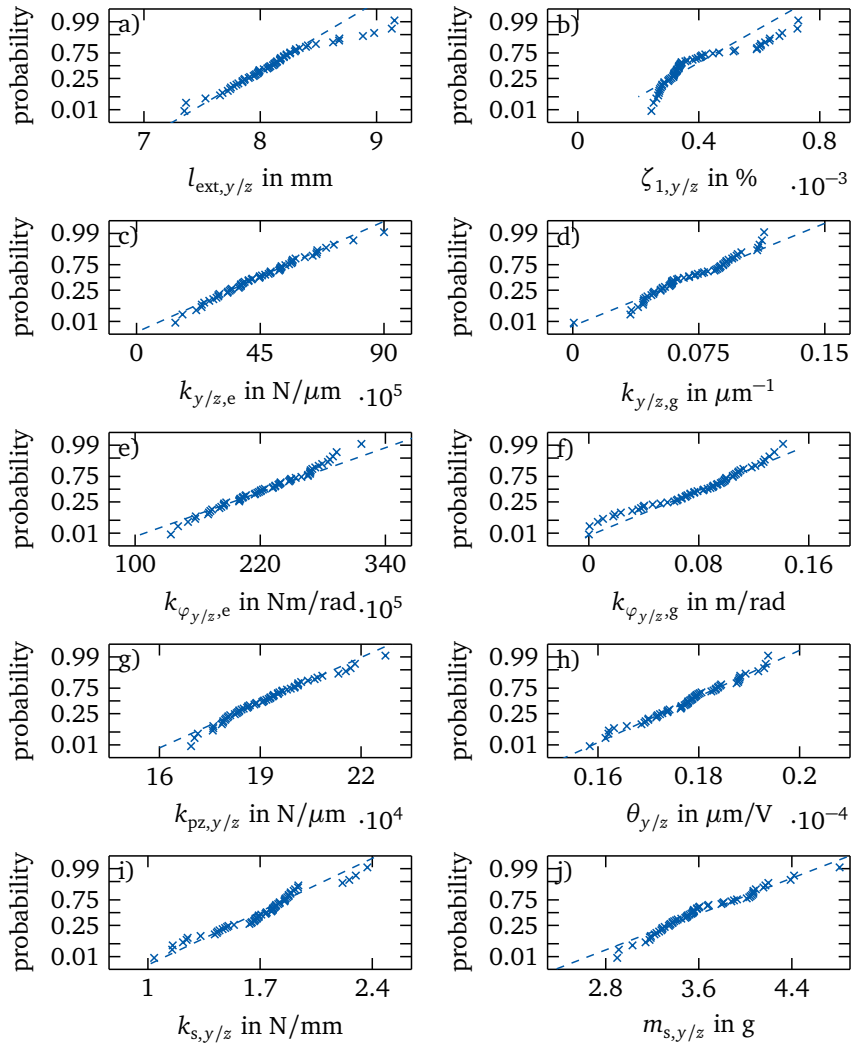 a) b)
probability 0.99 0.75 0.25 0.01 probability 0.99 0.75 0.25 0.01
7 8 9 0 0.4 0.8
l_ext,y/z in mm ζ_1,y/z in % ·10⁻³
c) d)
probability 0.99 0.75 0.25 0.01 probability 0.99 0.75 0.25 0.01
0 45 90 0 0.075 0.15
k_y/z,e in N/μm ·10⁵ k_y/z,g in μm⁻¹
e) f)
probability 0.99 0.75 0.25 0.01 probability 0.99 0.75 0.25 0.01
100 220 340 0 0.08 0.16
k_φ_y/z,e in Nm/rad ·10⁵ k_φ_y/z,g in m/rad
g) h)
probability 0.99 0.75 0.25 0.01 probability 0.99 0.75 0.25 0.01
16 19 22 0.16 0.18 0.2
k_pz,y/z in N/μm ·10⁴ θ_y/z in μm/V ·10⁻⁴
i) j)
probability 0.99 0.75 0.25 0.01 probability 0.99 0.75 0.25 0.01
1 1.7 2.4 2.8 3.6 4.4
k_s,y/z in N/mm m_s,y/z in g